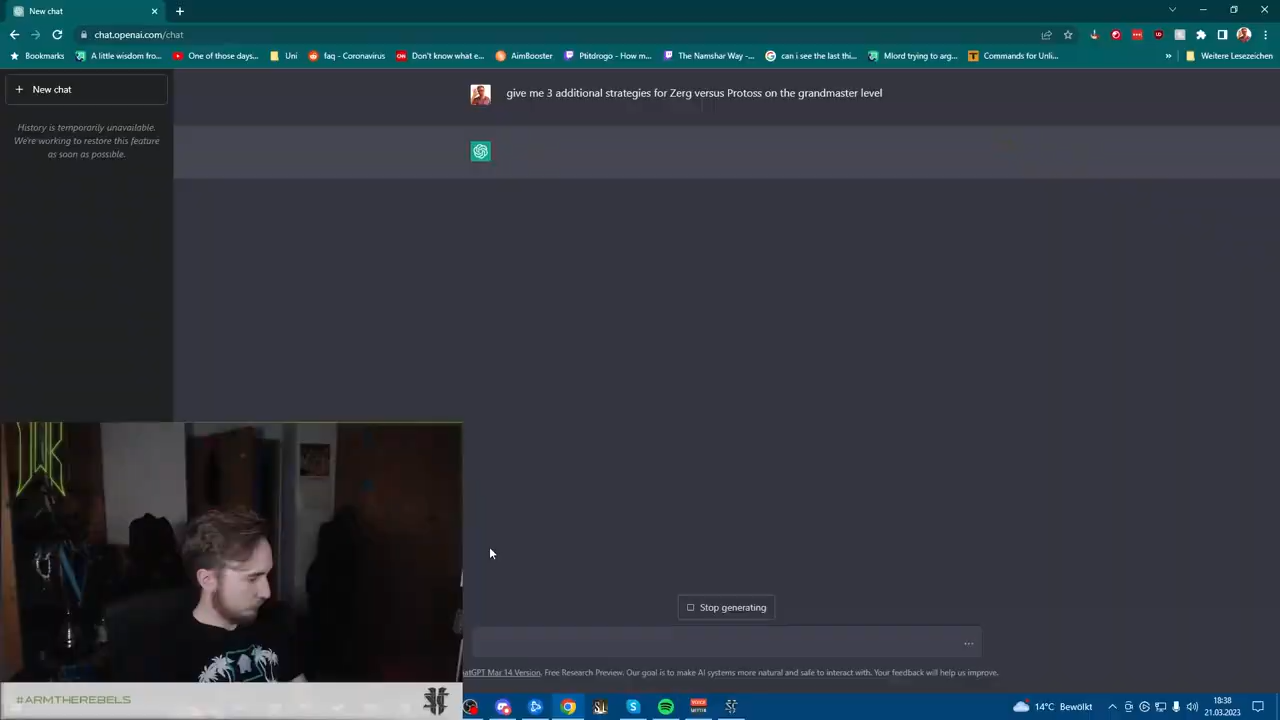 New chat
chat.openai.com/chat
Bookmarks
A little wisdom fro...
One of those days...
Uni
faq - Coronavirus
Don't know what e...
AimBooster
Ptitdrogo - How m...
The Namshar Way -...
can i see the last thi...
Mlord trying to arg...
Commands for Unli...
»
Weitere Lesezeichen
+ New chat
give me 3 additional strategies for Zerg versus Protoss on the grandmaster level
History is temporarily unavailable.
We're working to restore this feature
as soon as possible.
Stop generating
...
atGPT Mar 14 Version. Free Research Preview. Our goal is to make AI systems more natural and safe to interact with. Your feedback will help us improve.
#ARMTHEREBELS
14°C Bewölkt
18:38
21.03.2023